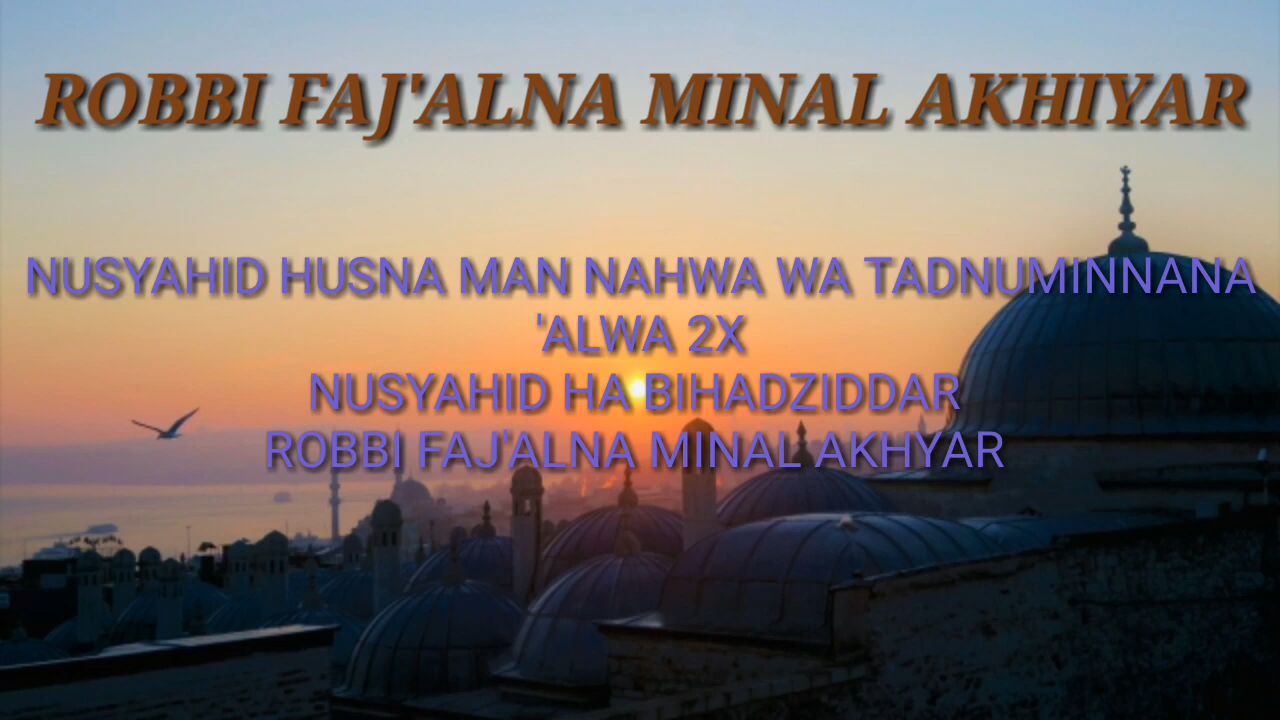 ROBBI FAJ'ALNA MINAL AKHIYAR
NUSYAHID HUSNA MAN NAHWA WA TADNUMINNANA
'ALWA 2X
NUSYAHID HA BIHADZIDDAR
ROBBI FAJ'ALNA MINAL AKHYAR